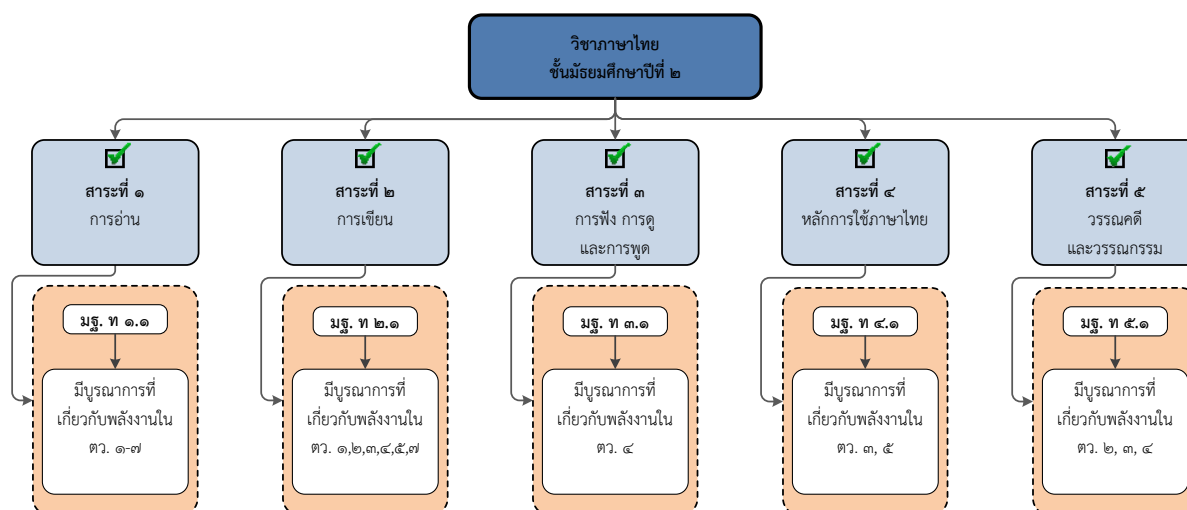 วิชาภาษาไทย
ชั้นมัธยมศึกษาปีที่ ๒
สาระที่ ๑
การอ่าน
สาระที่ ๒
การเขียน
สาระที่ ๓
การฟัง การดู
และการพูด
สาระที่ ๔
หลักการใช้ภาษาไทย
สาระที่ ๕
วรรณคดี
และวรรณกรรม
มฐ. ท ๑.๑
มีบูรณาการที่
เกี่ยวกับพลังงานใน
ตว. ๑-๗
มฐ. ท ๒.๑
มีบูรณาการที่
เกี่ยวกับพลังงานใน
ตว. ๑,๒,๓,๔,๕,๗
มฐ. ท ๓.๑
มีบูรณาการที่
เกี่ยวกับพลังงานใน
ตว. ๔
มฐ. ท ๔.๑
มีบูรณาการที่
เกี่ยวกับพลังงานใน
ตว. ๓, ๕
มฐ. ท ๕.๑
มีบูรณาการที่
เกี่ยวกับพลังงานใน
ตว. ๒, ๓, ๔